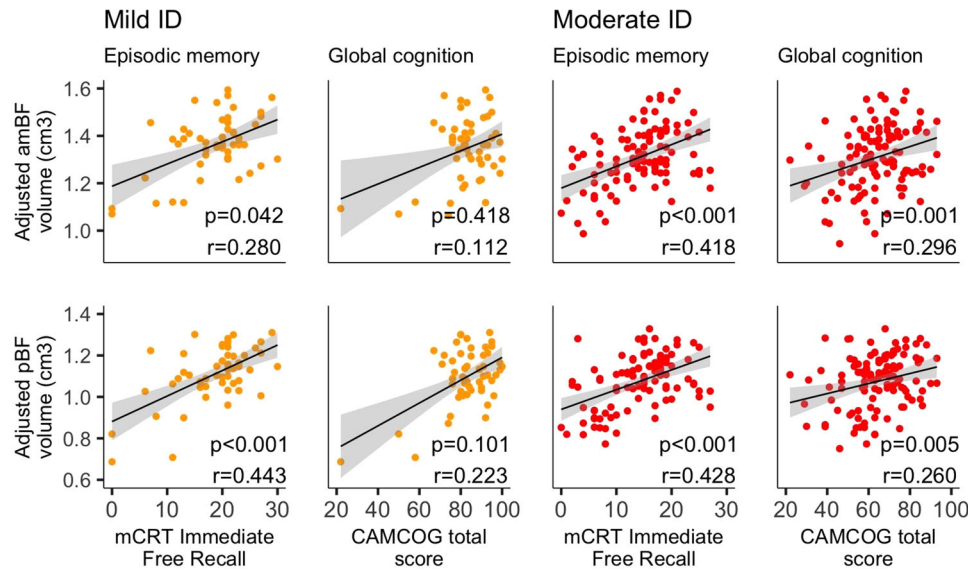 Mild ID
Moderate ID
Episodic memory
Global cognition
Episodic memory
Global cognition
Adjusted amBF
volume (cm3)
1.6
1.4
1.2
1.0
p=0.042
r=0.280
p=0.418
r=0.112
p<0.001
r=0.418
p=0.001
r=0.296
Adjusted pBF
volume (cm3)
1.4
1.2
1.0
0.8
0.6
p<0.001
r=0.443
p=0.101
r=0.223
p<0.001
r=0.428
p=0.005
r=0.260
0 10 20 30
20 40 60 80 100
0 10 20 30
20 40 60 80 100
mCRT Immediate
Free Recall
CAMCOG total
score
mCRT Immediate
Free Recall
CAMCOG total
score